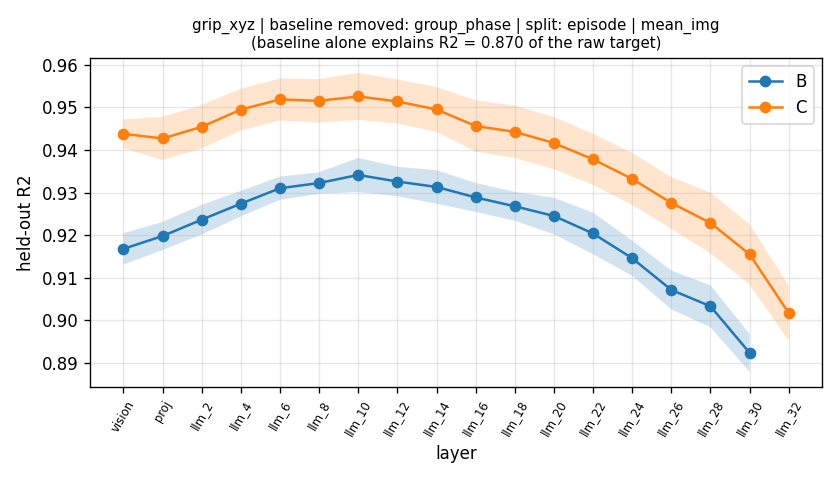 grip_xyz | baseline removed: group_phase | split: episode | mean_img
(baseline alone explains R2 = 0.870 of the raw target)
0.96
0.95
0.94
0.93
0.92
0.91
0.90
0.89
held-out R2
B
C
vision
proj
llm_2
llm_4
llm_6
llm_8
llm_10
llm_12
llm_14
llm_16
llm_18
llm_20
llm_22
llm_24
llm_26
llm_28
llm_30
llm_32
layer